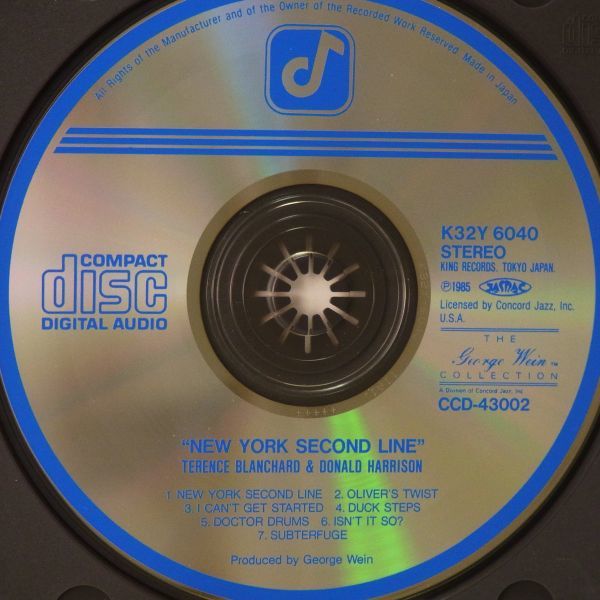 All Rights of the Manufacturer and of the Owner of the Recorded Work Reserved Made in Japan
COMPACT
disc
DIGITAL AUDIO
K32Y 6040
STEREO
KING RECORDS, TOKYO JAPAN.
Ⓟ1985 JASRAC
Licensed by Concord Jazz, Inc.
U.S.A.
THE
George Wein
COLLECTION
A Division of Concord Jazz, Inc
CCD-43002
"NEW YORK SECOND LINE"
TERENCE BLANCHARD & DONALD HARRISON
1. NEW YORK SECOND LINE 2. OLIVER'S TWIST
3. I CAN'T GET STARTED 4. DUCK STEPS
5. DOCTOR DRUMS 6. ISN'T IT SO?
7. SUBTERFUGE
Produced by George Wein